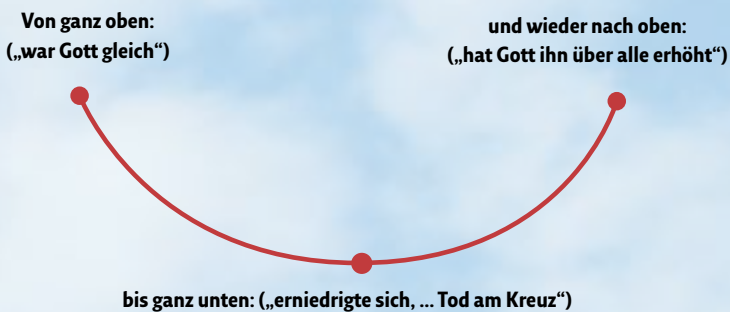 Von ganz oben:
(„war Gott gleich“)
und wieder nach oben:
(„hat Gott ihn über alle erhöht“)
bis ganz unten: („erniedrigte sich, ... Tod am Kreuz“)